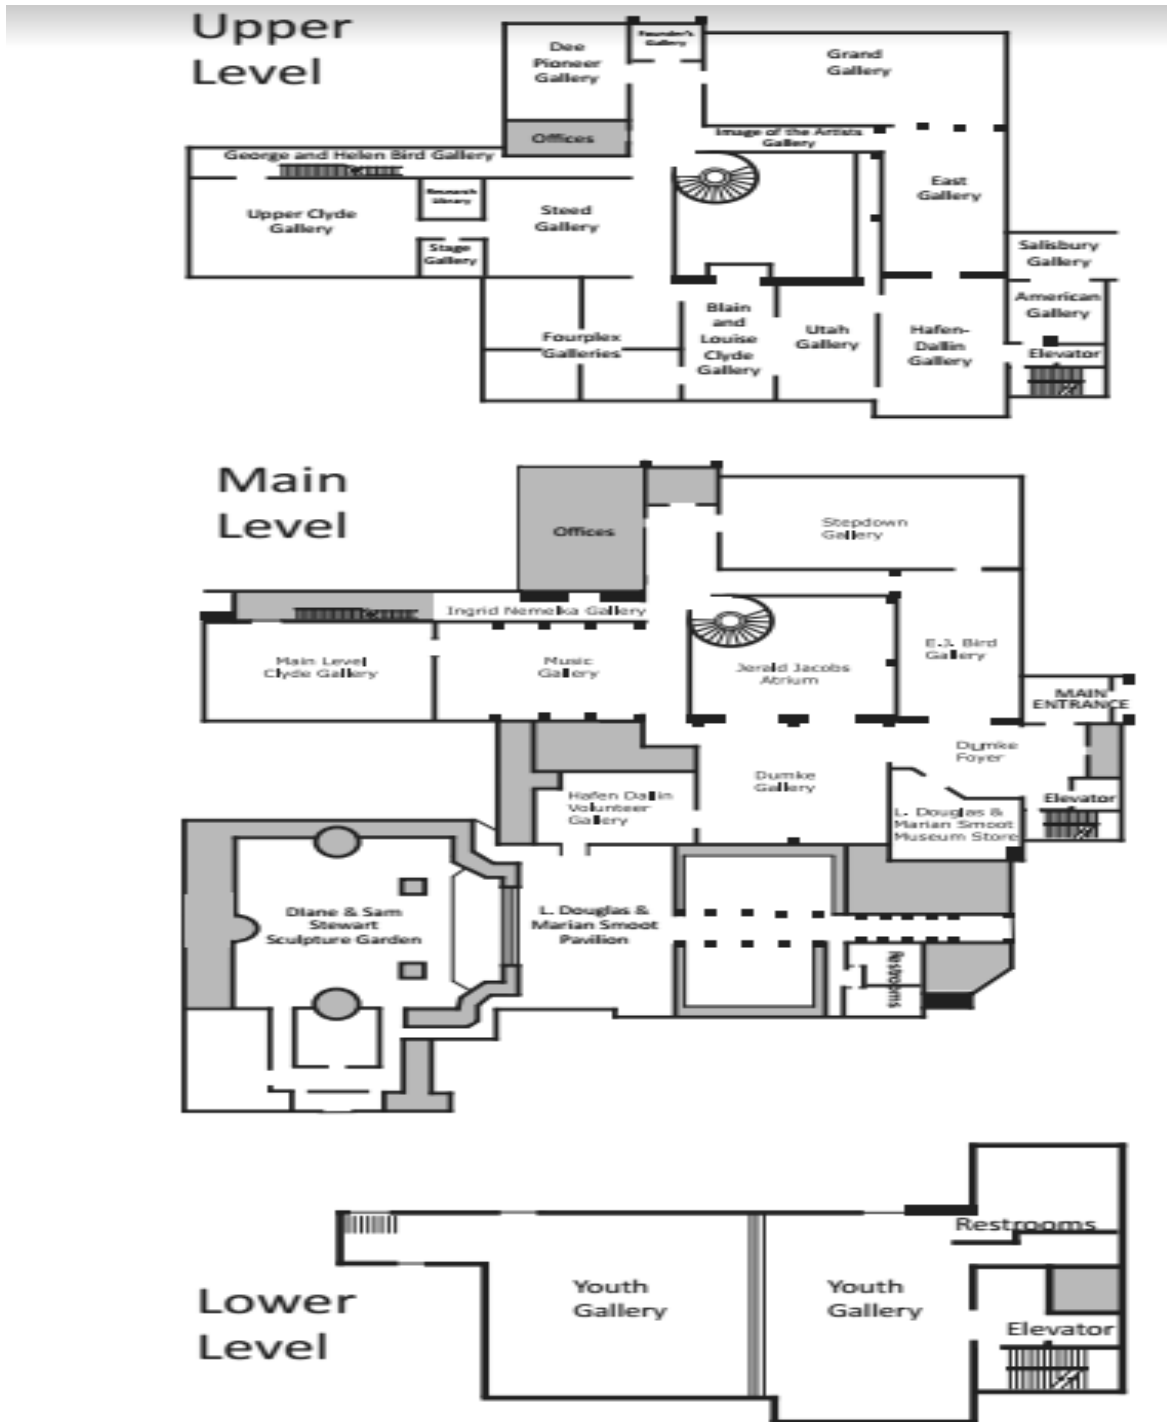 Upper
Level
Founder's
Gallery
Dee
Pioneer
Gallery
Grand
Gallery
Offices
Image of the Artists
Gallery
George and Helen Bird Gallery
Research
Library
East
Gallery
Upper Clyde
Gallery
Steed
Gallery
Stage
Gallery
Salisbury
Gallery
American
Gallery
Blain
and
Louise
Clyde
Gallery
Utah
Gallery
Hafen-
Dallin
Gallery
Fourplex
Galleries
Elevator
Main
Level
Offices
Stepdown
Gallery
Ingrid Nemelka Gallery
Main Level
Clyde Gallery
Music
Gallery
Jerald Jacobs
Atrium
E.J. Bird
Gallery
MAIN
ENTRANCE
Dumke
Foyer
Dumke
Gallery
Hafen Dallin
Volunteer
Gallery
Elevator
L. Douglas &
Marian Smoot
Museum Store
Diane & Sam
Stewart
Sculpture Garden
L. Douglas &
Marian Smoot
Pavilion
Restrooms
Lower
Level
Restrooms
Youth
Gallery
Youth
Gallery
Elevator